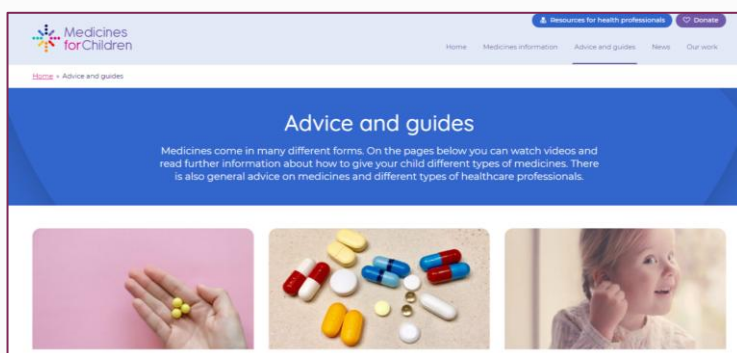 Medicines
forChildren
Resources for health professionals
Donate
Home
Medicines information
Advice and guides
News
Our work
Home » Advice and guides
Advice and guides
Medicines come in many different forms. On the pages below you can watch videos and
read further information about how to give your child different types of medicines. There
is also general advice on medicines and different types of healthcare professionals.